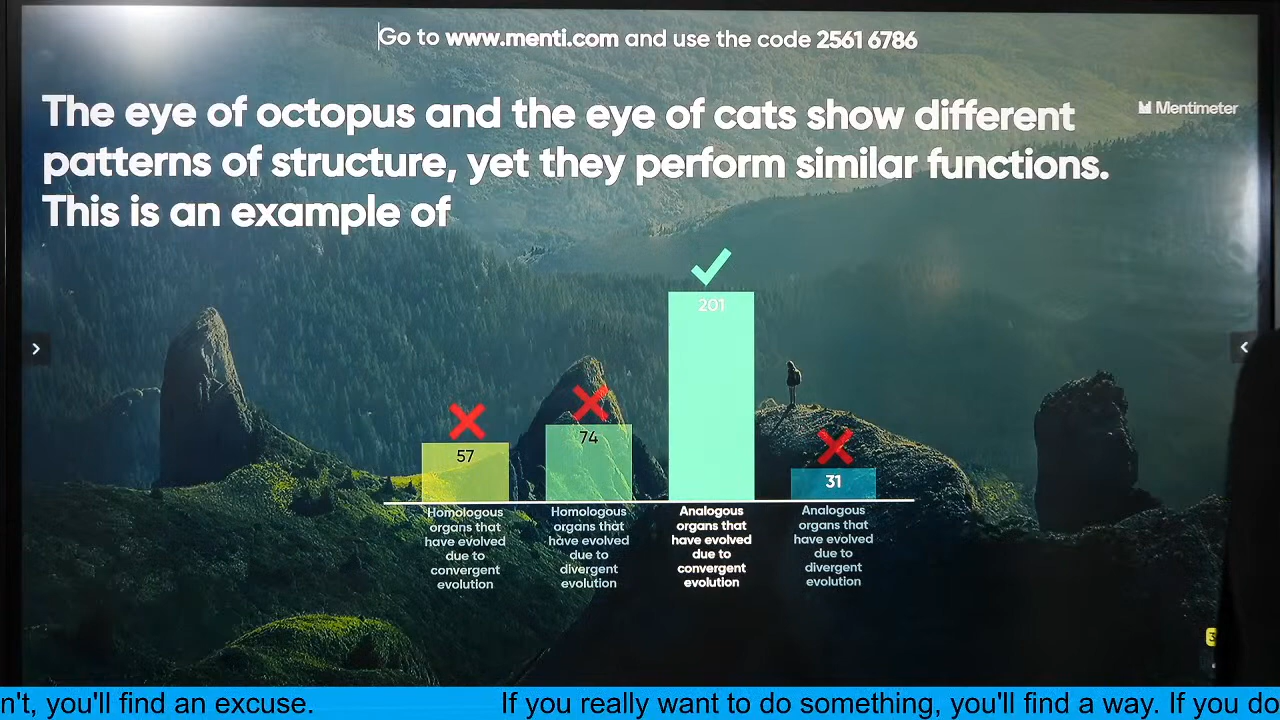 Go to www.menti.com and use the code 2561 6786
Mentimeter
The eye of octopus and the eye of cats show different
patterns of structure, yet they perform similar functions.
This is an example of
201
74
57
31
Homologous
organs that
have evolved
due to
convergent
evolution
Homologous
organs that
have evolved
due to
divergent
evolution
Analogous
organs that
have evolved
due to
convergent
evolution
Analogous
organs that
have evolved
due to
divergent
evolution
n't, you'll find an excuse. If you really want to do something, you'll find a way. If you do